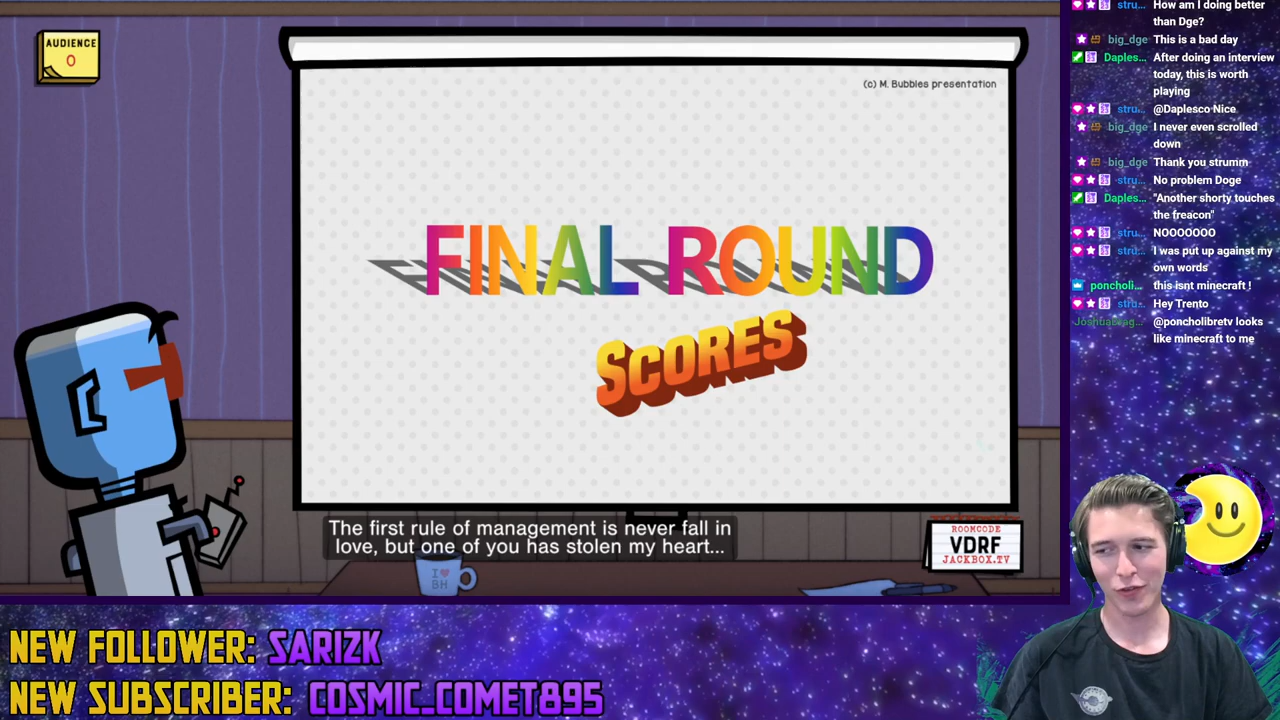 AUDIENCE
0
(c) M. Bubbles presentation
FINAL ROUND
SCORES
The first rule of management is never fall in
love, but one of you has stolen my heart...
I BH
ROOMCODE
VDRF
JACKBOX.TV
stru... How am I doing better
than Dge?
big_dge This is a bad day
Daples... After doing an interview
today, this is worth
playing
stru... @Daplesco Nice
big_dge I never even scrolled
down
big_dge Thank you strumm
stru... No problem Doge
Daples... "Another shorty touches
the freacon"
stru... NOOOOOOO
stru... I was put up against my
own words
poncholi... this isnt minecraft !
stru... Hey Trento
@poncholibretv looks
like minecraft to me
NEW FOLLOWER: SARIZK
NEW SUBSCRIBER: COSMIC_COMET895